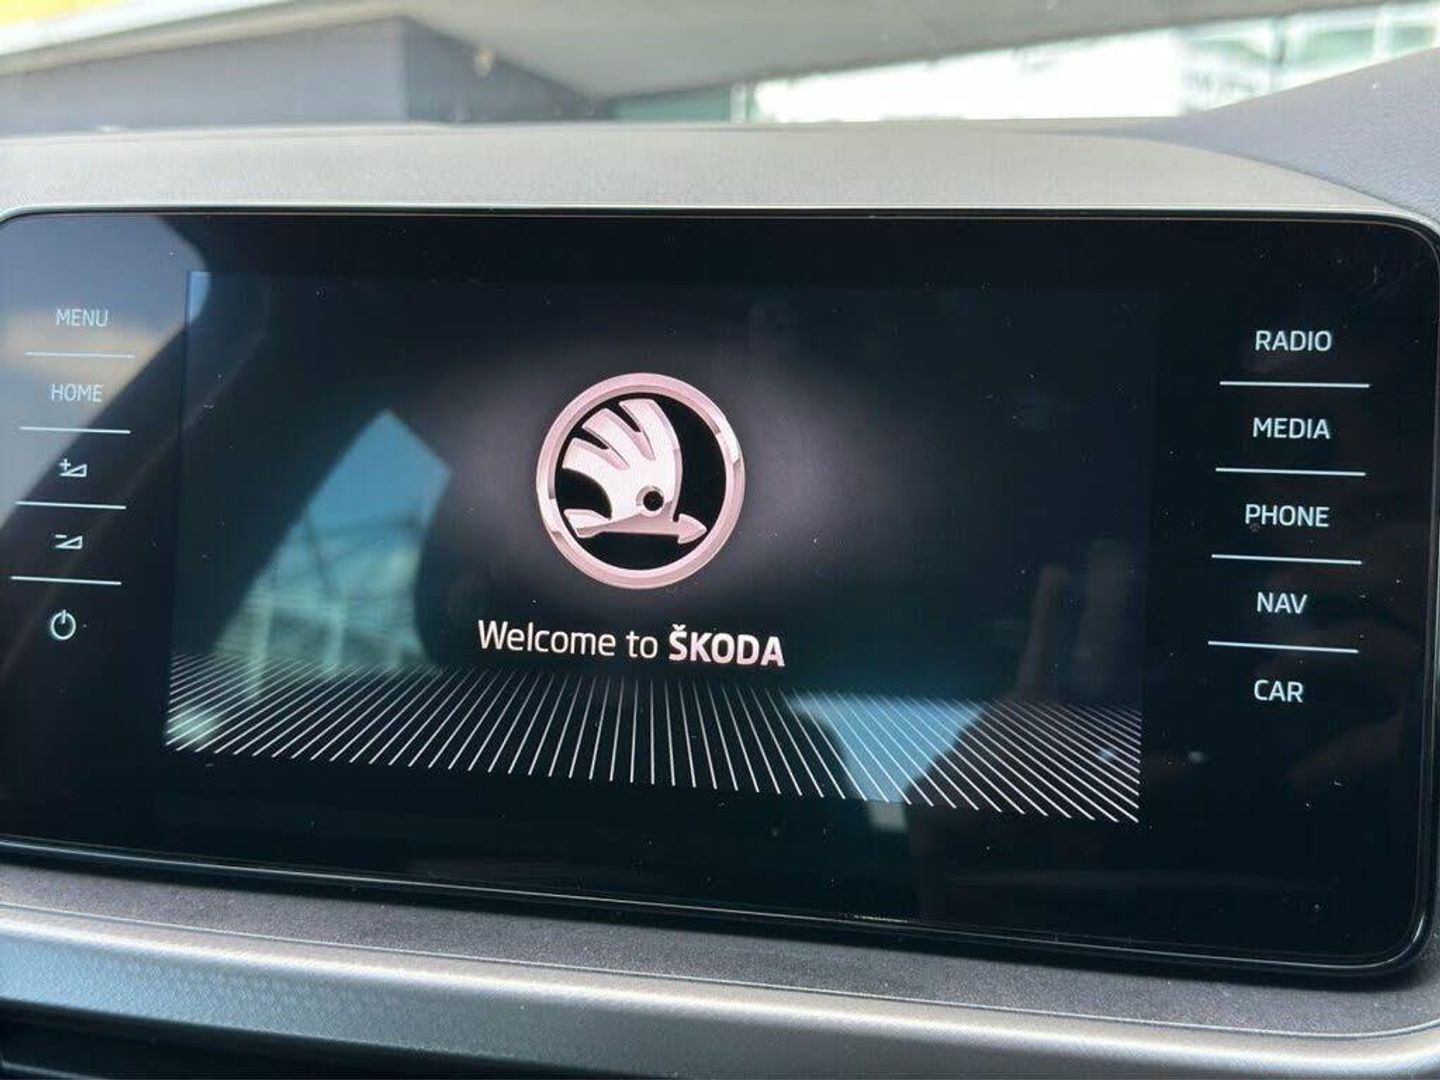 MENU
HOME
+
-
Welcome to ŠKODA
RADIO
MEDIA
PHONE
NAV
CAR